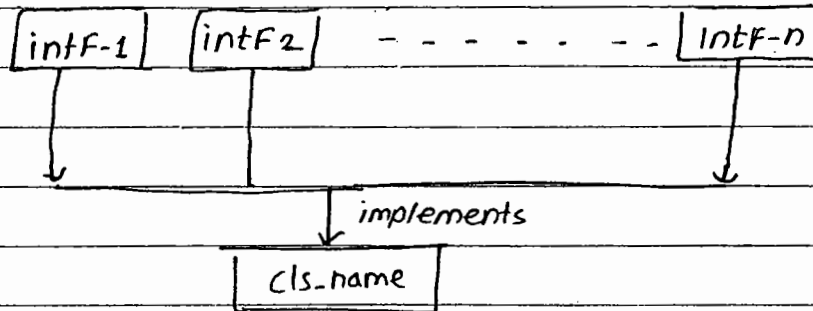 intF-1 intF2 - - - - - - - IntF-n
implements
cls_name